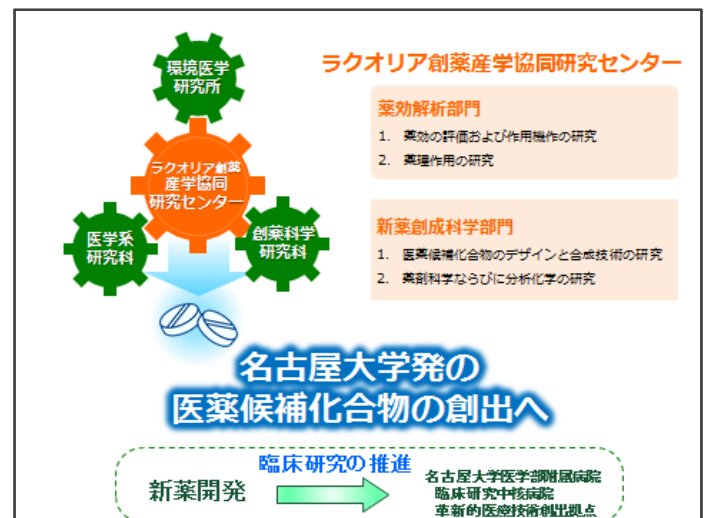 環境医学
研究所
ラクオリア創薬
産学協同
研究センター
医学系
研究科
創薬科学
研究科
ラクオリア創薬産学協同研究センター
薬効解析部門
1. 薬効の評価および作用機作の研究
2. 薬理作用の研究
新薬創成科学部門
1. 医薬候補化合物のデザインと合成技術の研究
2. 薬剤科学ならびに分析化学の研究
名古屋大学発の
医薬候補化合物の創出へ
臨床研究の推進
新薬開発
名古屋大学医学部附属病院
臨床研究中核病院
革新的医療技術創出拠点